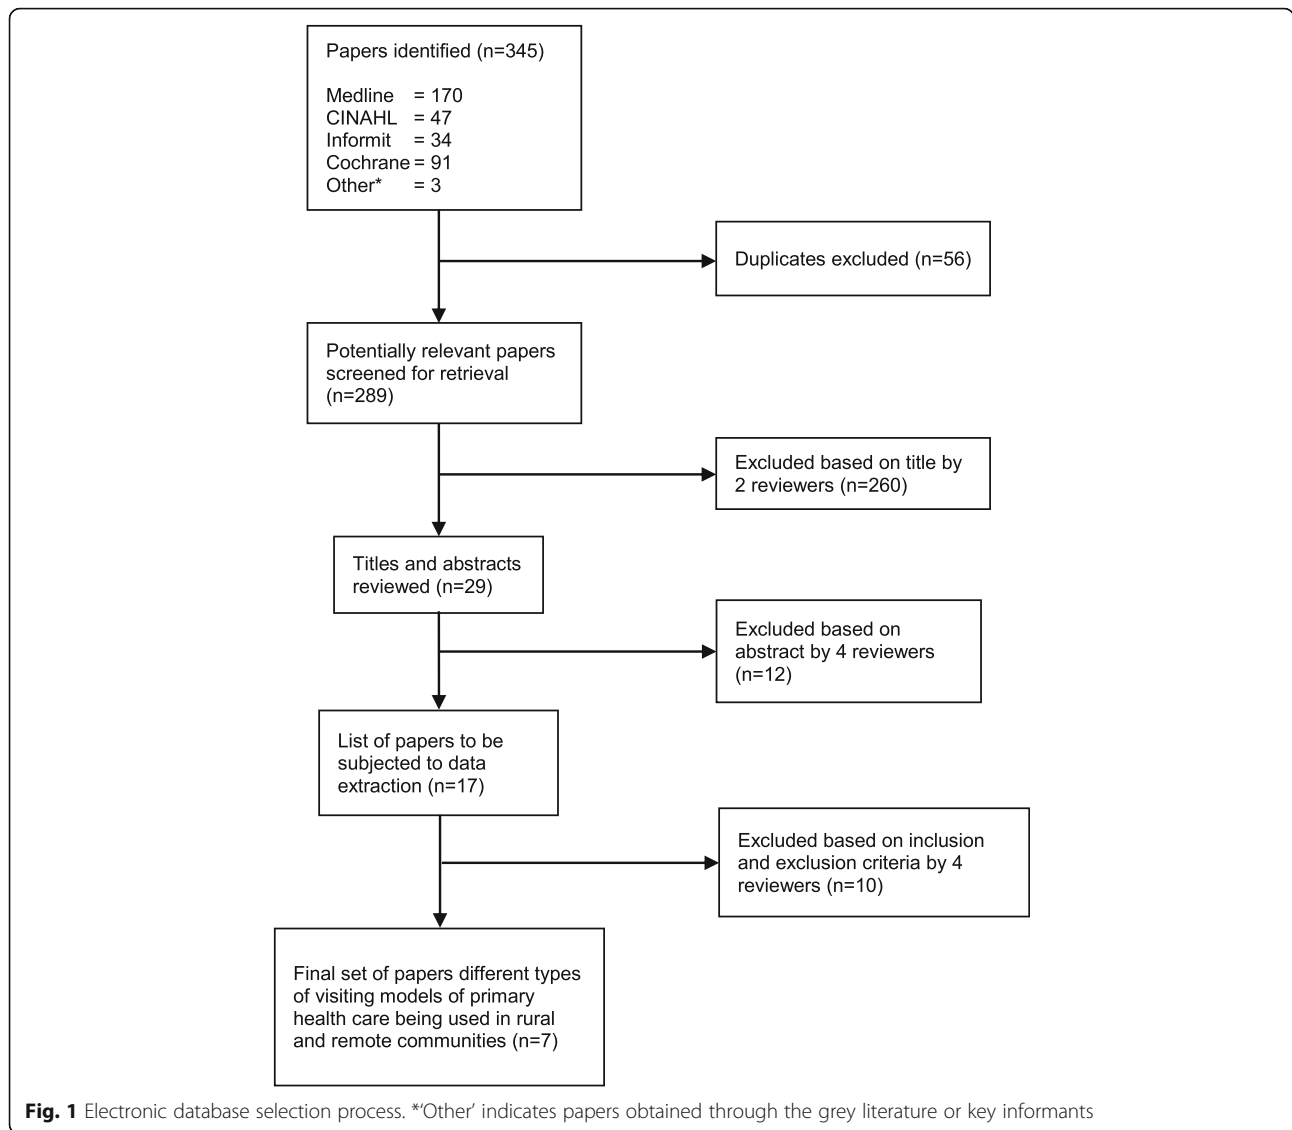 Papers identified (n=345)
Medline = 170
CINAHL = 47
Informit = 34
Cochrane = 91
Other* = 3
Duplicates excluded (n=56)
Potentially relevant papers
screened for retrieval
(n=289)
Excluded based on title by
2 reviewers (n=260)
Titles and abstracts
reviewed (n=29)
Excluded based on
abstract by 4 reviewers
(n=12)
List of papers to be
subjected to data
extraction (n=17)
Excluded based on inclusion
and exclusion criteria by 4
reviewers (n=10)
Final set of papers different types
of visiting models of primary
health care being used in rural
and remote communities (n=7)
Fig. 1 Electronic database selection process. *‘Other’ indicates papers obtained through the grey literature or key informants